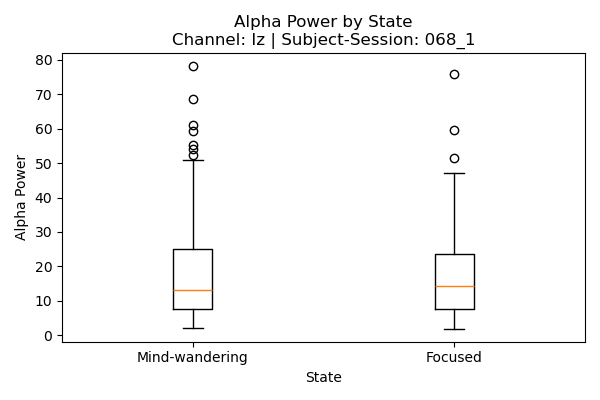 Alpha Power by State
Channel: Iz | Subject-Session: 068_1
Alpha Power
80
70
60
50
40
30
20
10
0
Mind-wandering
Focused
State